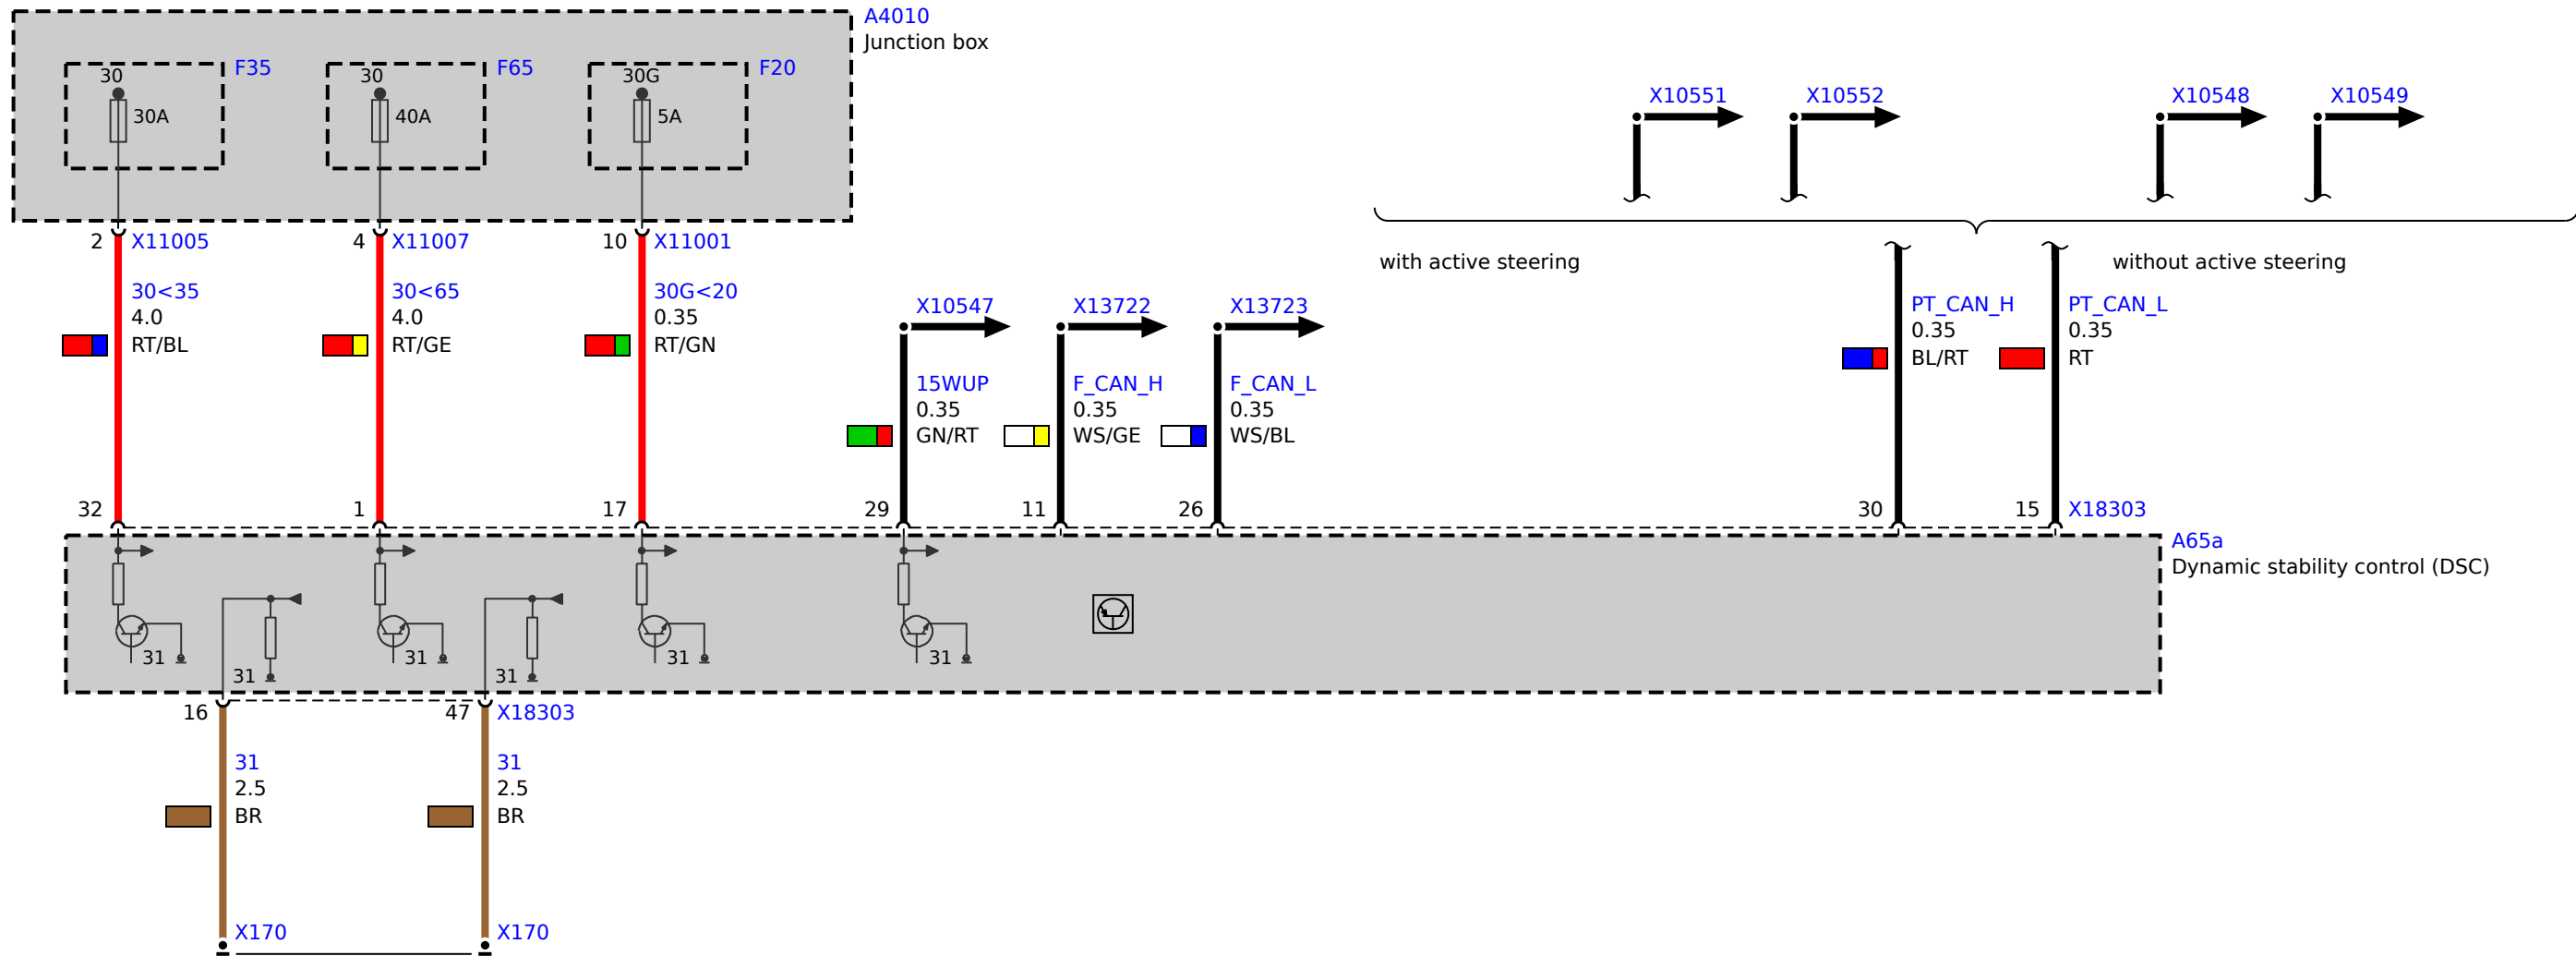 A4010
Junction box
30
F35
30
F65
30G
F20
30A
40A
5A
X10551
X10552
X10548
X10549
2
X11005
4
X11007
10
X11001
with active steering
without active steering
30<35
4.0
RT/BL
30<65
4.0
RT/GE
30G<20
0.35
RT/GN
X10547
X13722
X13723
PT_CAN_H
0.35
BL/RT
PT_CAN_L
0.35
RT
15WUP
0.35
GN/RT
F_CAN_H
0.35
WS/GE
F_CAN_L
0.35
WS/BL
32
1
17
29
11
26
30
15
X18303
A65a
Dynamic stability control (DSC)
31
31
31
31
31
31
16
47
X18303
31
2.5
BR
31
2.5
BR
X170
X170